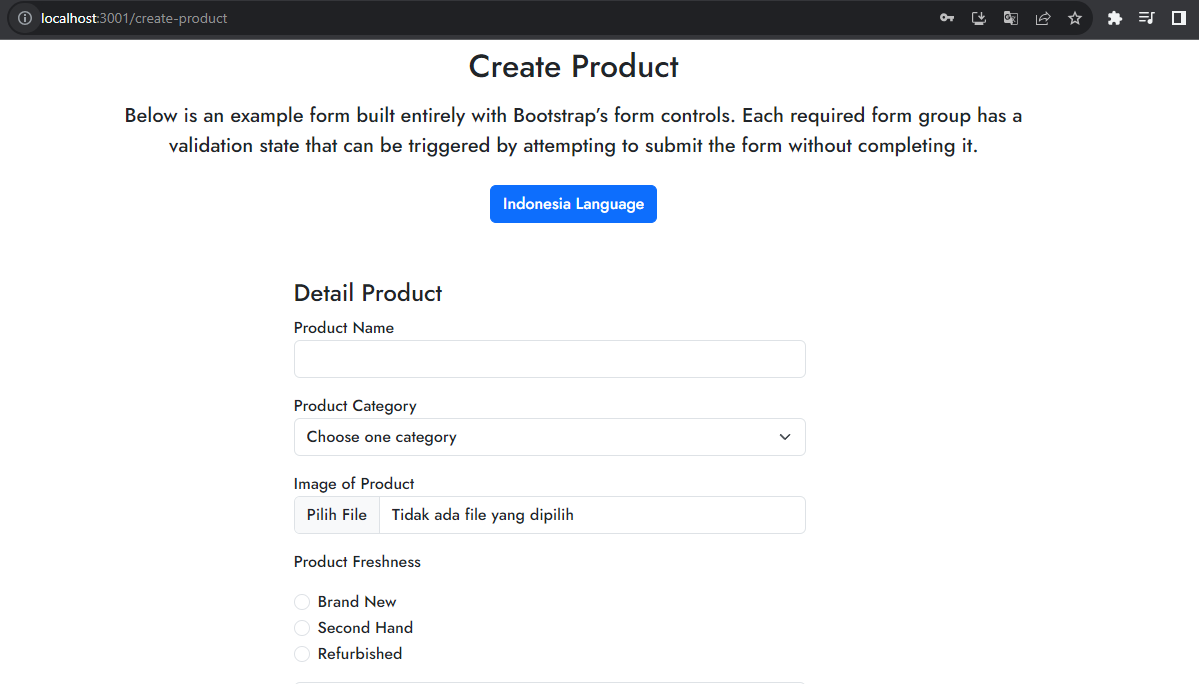 localhost:3001/create-product
Create Product
Below is an example form built entirely with Bootstrap’s form controls. Each required form group has a
validation state that can be triggered by attempting to submit the form without completing it.
Indonesia Language
Detail Product
Product Name
Product Category
Choose one category
Image of Product
Pilih File Tidak ada file yang dipilih
Product Freshness
Brand New
Second Hand
Refurbished